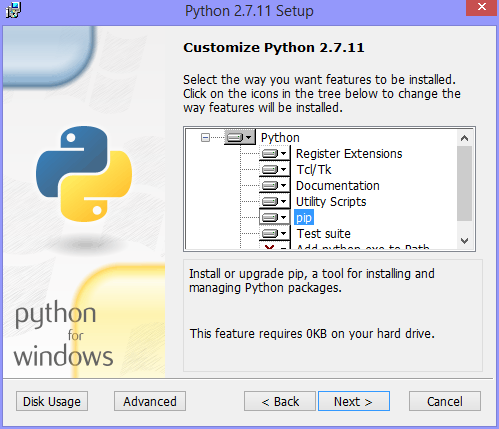 Python 2.7.11 Setup
Customize Python 2.7.11
Select the way you want features to be installed.
Click on the icons in the tree below to change the
way features will be installed.
Python
Register Extensions
Tcl/Tk
Documentation
Utility Scripts
pip
Test suite
Add python.exe to Path
Install or upgrade pip, a tool for installing and
managing Python packages.
This feature requires 0KB on your hard drive.
python
for
windows
Disk Usage
Advanced
< Back
Next >
Cancel